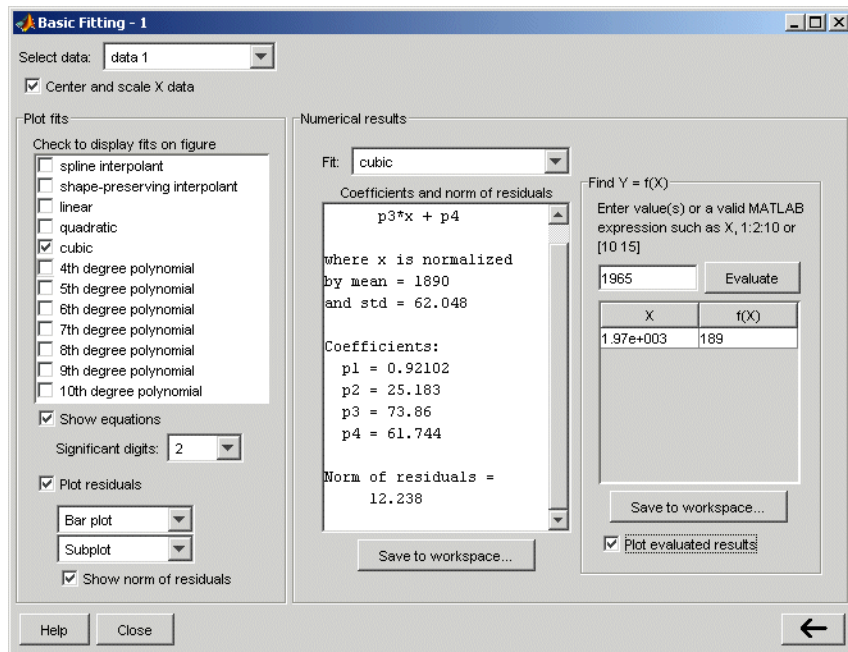 Basic Fitting - 1
Select data: data 1
Center and scale X data
Plot fits
Check to display fits on figure
spline interpolant
shape-preserving interpolant
linear
quadratic
cubic
4th degree polynomial
5th degree polynomial
6th degree polynomial
7th degree polynomial
8th degree polynomial
9th degree polynomial
10th degree polynomial
Show equations
Significant digits: 2
Plot residuals
Bar plot
Subplot
Show norm of residuals
Numerical results
Fit: cubic
Coefficients and norm of residuals
p3*x + p4
where x is normalized
by mean = 1890
and std = 62.048
Coefficients:
p1 = 0.92102
p2 = 25.183
p3 = 73.86
p4 = 61.744
Norm of residuals =
12.238
Save to workspace...
Find Y = f(X)
Enter value(s) or a valid MATLAB
expression such as X, 1:2:10 or
[10 15]
1965 Evaluate
X f(X)
1.97e+003 189
Save to workspace...
Plot evaluated results
Help Close